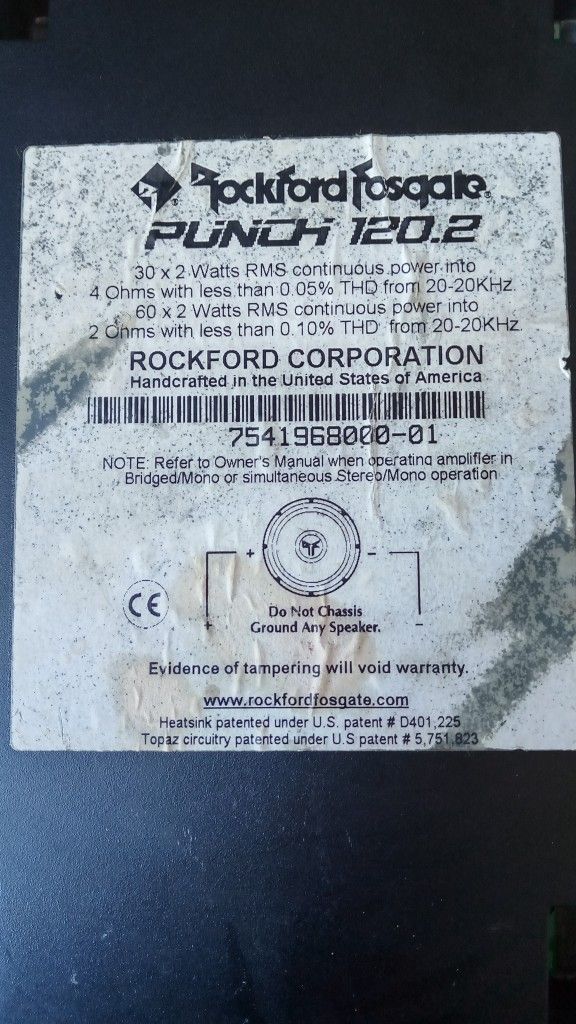 Rockford Fosgate®
PUNCH 120.2
30 x 2 Watts RMS continuous power into
4 Ohms with less than 0.05% THD from 20-20KHz.
60 x 2 Watts RMS continuous power into
2 Ohms with less than 0.10% THD from 20-20KHz.
ROCKFORD CORPORATION
Handcrafted in the United States of America
7541968000-01
NOTE: Refer to Owner's Manual when operating amplifier in
Bridged/Mono or simultaneous Stereo/Mono operation
+ −
CE
Do Not Chassis
Ground Any Speaker.
+ −
Evidence of tampering will void warranty.
www.rockfordfosgate.com
Heatsink patented under U.S. patent # D401,225
Topaz circuitry patented under U.S patent # 5,751,823